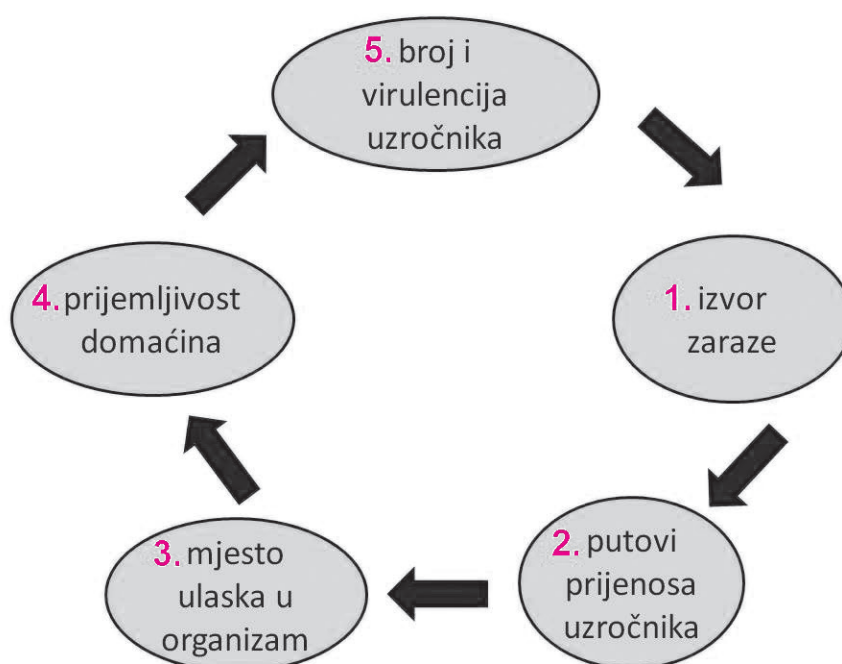 5. broj i
virulencija
uzročnika
1. izvor
zaraze
2. putovi
prijenosa
uzročnika
3. mjesto
ulaska u
organizam
4. prijemljivost
domaćina